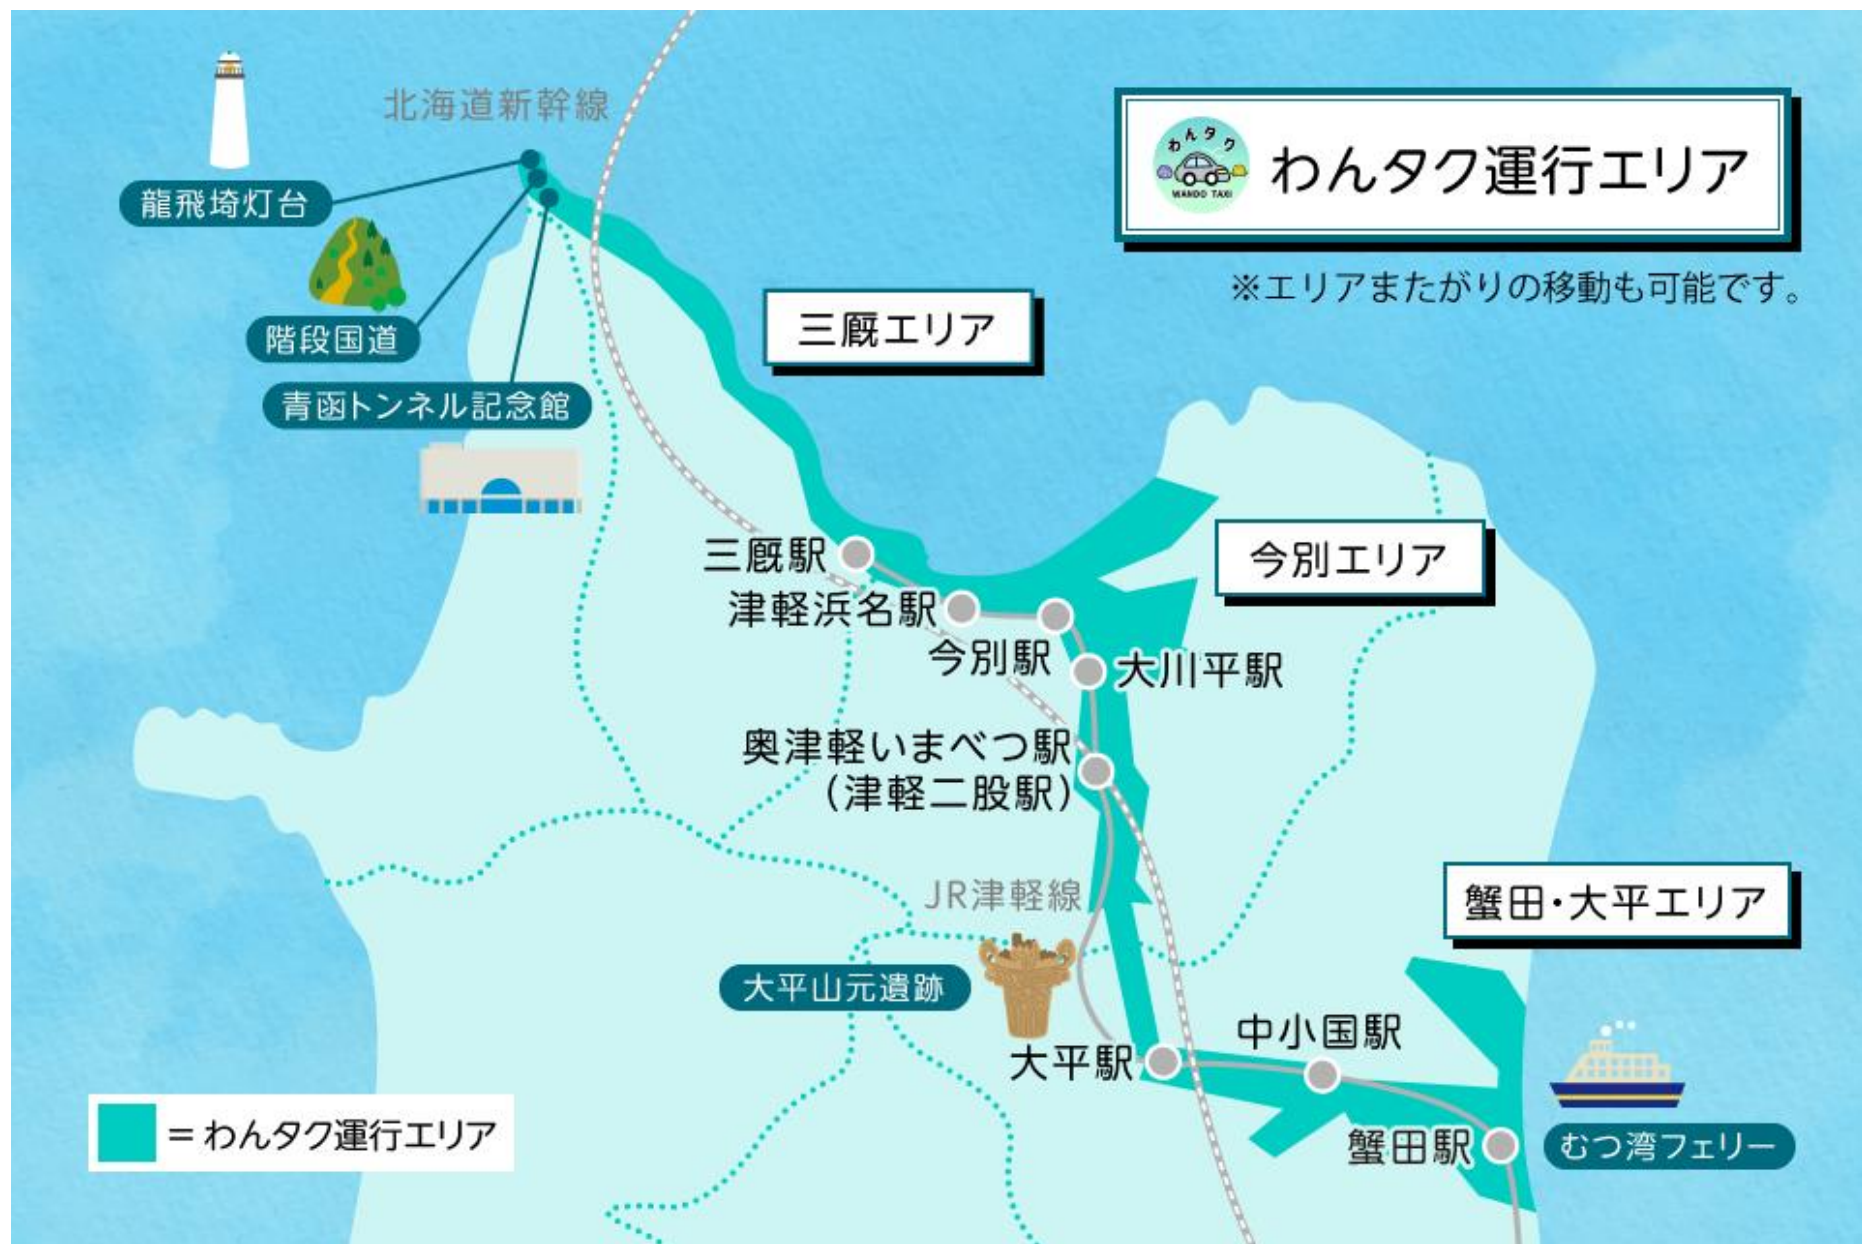 北海道新幹線
わんタク
WANDO TAXI
わんタク運行エリア
※エリアまたがりの移動も可能です。
龍飛埼灯台
階段国道
青函トンネル記念館
三厩エリア
三厩駅
津軽浜名駅
今別駅
今別エリア
大川平駅
奥津軽いまべつ駅
(津軽二股駅)
JR津軽線
蟹田・大平エリア
大平山元遺跡
大平駅
中小国駅
蟹田駅
むつ湾フェリー
=わんタク運行エリア